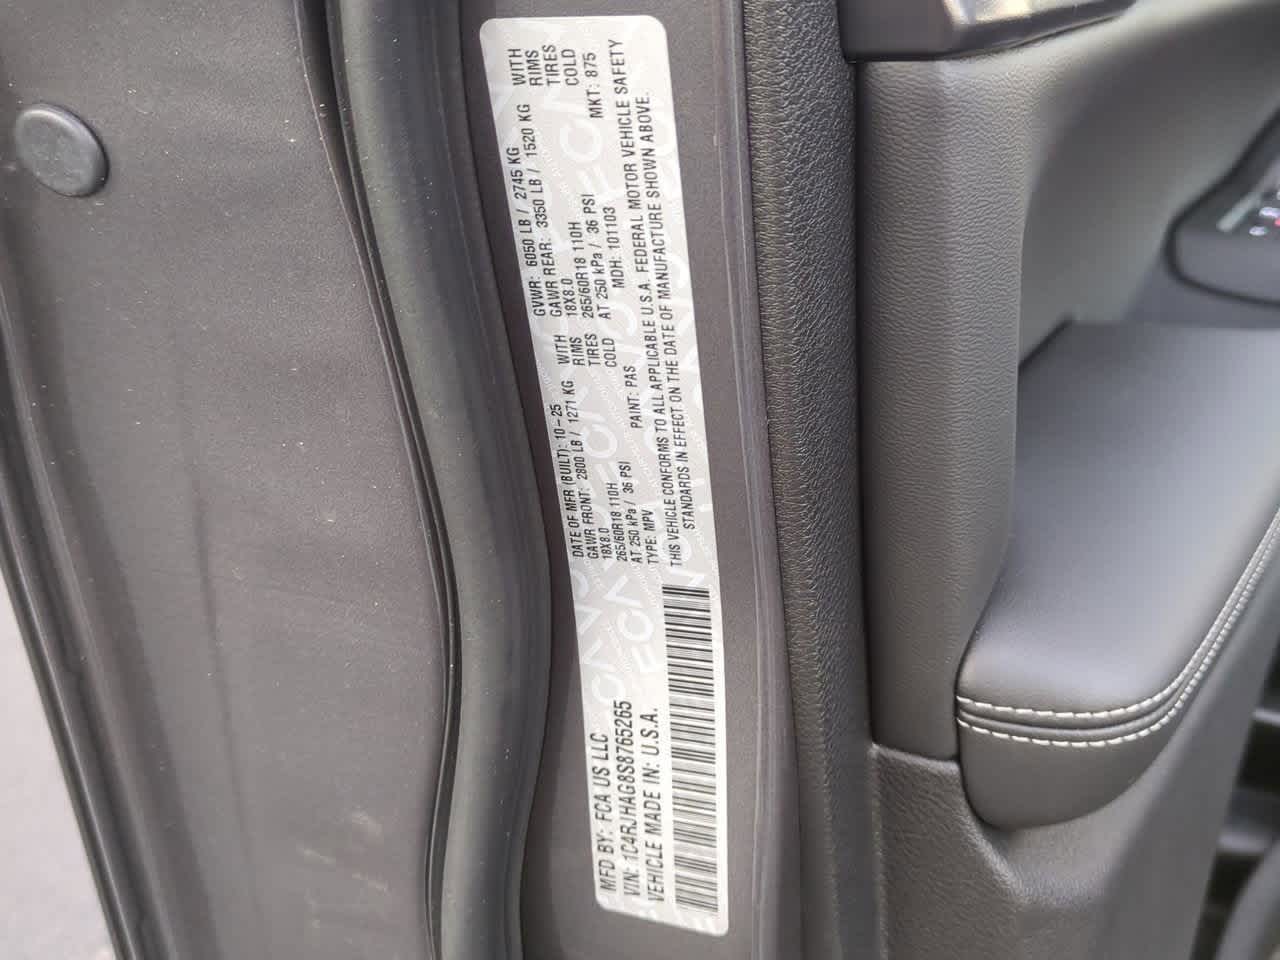 MFD BY: FCA US LLC
VIN: 1C4RJHAG8S8765265
VEHICLE MADE IN: U.S.A.
DATE OF MFR (BUILT): 10-25
GVWR: 6050 LB / 2745 KG
GAWR FRONT: 2800 LB / 1271 KG WITH
18X8.0 RIMS
265/60R18 110H TIRES
AT 250 kPa / 36 PSI COLD
GAWR REAR: 3350 LB / 1520 KG WITH
18X8.0 RIMS
265/60R18 110H TIRES
AT 250 kPa / 36 PSI COLD
TYPE: MPV PAINT: PAS MDH: 101103 MKT: 875
THIS VEHICLE CONFORMS TO ALL APPLICABLE U.S.A. FEDERAL MOTOR VEHICLE SAFETY
STANDARDS IN EFFECT ON THE DATE OF MANUFACTURE SHOWN ABOVE.